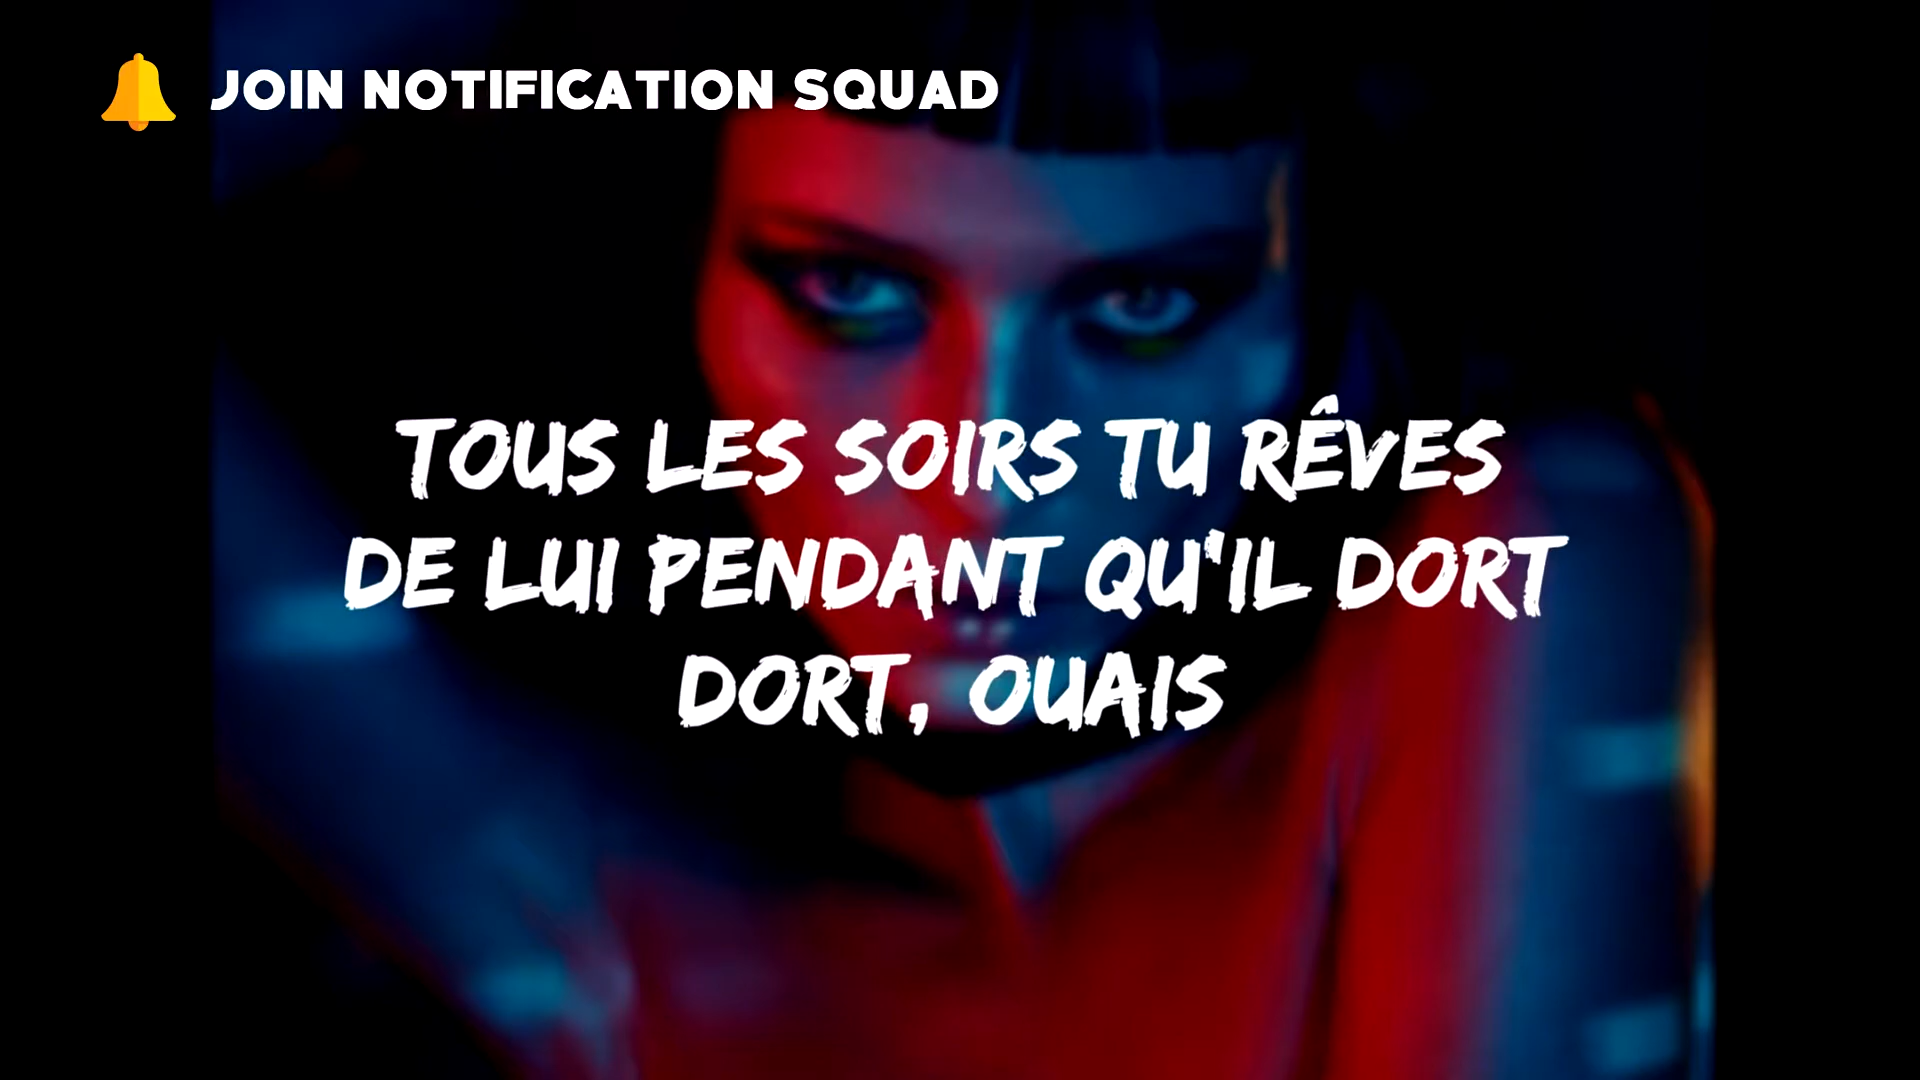 JOIN NOTIFICATION SQUAD
TOUS LES SOIRS TU RÊVES
DE LUI PENDANT QU'IL DORT
DORT, OUAIS